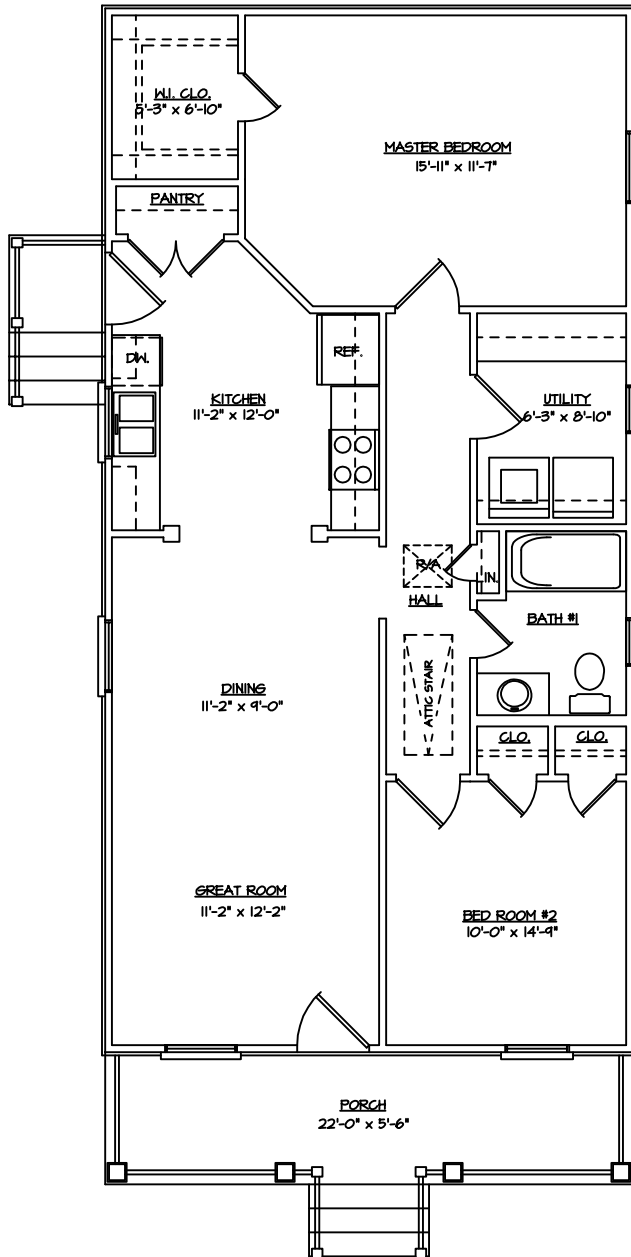 W.I. CLO.
5'-3" x 6'-10"
MASTER BEDROOM
15'-11" x 11'-7"
PANTRY
DW.
REF.
KITCHEN
11'-2" x 12'-0"
UTILITY
6'-3" x 8'-10"
R/A
IN.
HALL
BATH #1
DINING
11'-2" x 9'-0"
ATTIC STAIR
CLO.
CLO.
GREAT ROOM
11'-2" x 12'-2"
BED ROOM #2
10'-0" x 14'-9"
PORCH
22'-0" x 5'-6"